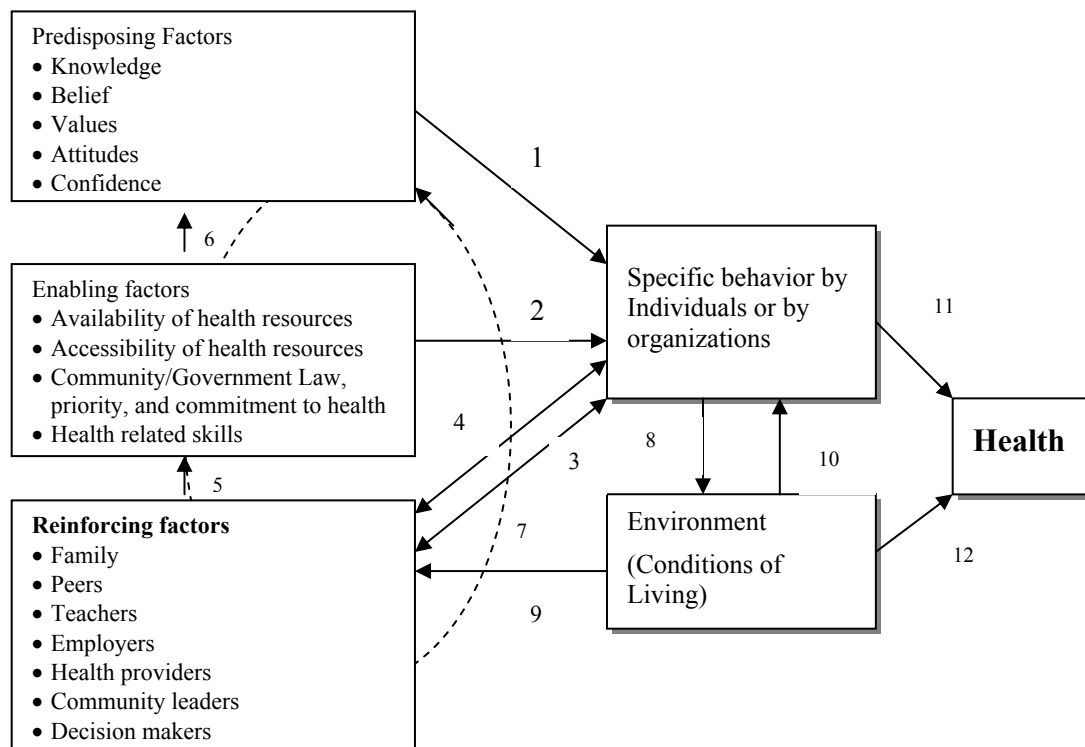 Predisposing Factors
• Knowledge
• Belief
• Values
• Attitudes
• Confidence
1
6
Enabling factors
• Availability of health resources
• Accessibility of health resources
• Community/Government Law,
priority, and commitment to health
• Health related skills
2
Specific behavior by
Individuals or by
organizations
11
4
3
8
10
Health
5
Reinforcing factors
• Family
• Peers
• Teachers
• Employers
• Health providers
• Community leaders
• Decision makers
7
9
Environment
(Conditions of
Living)
12